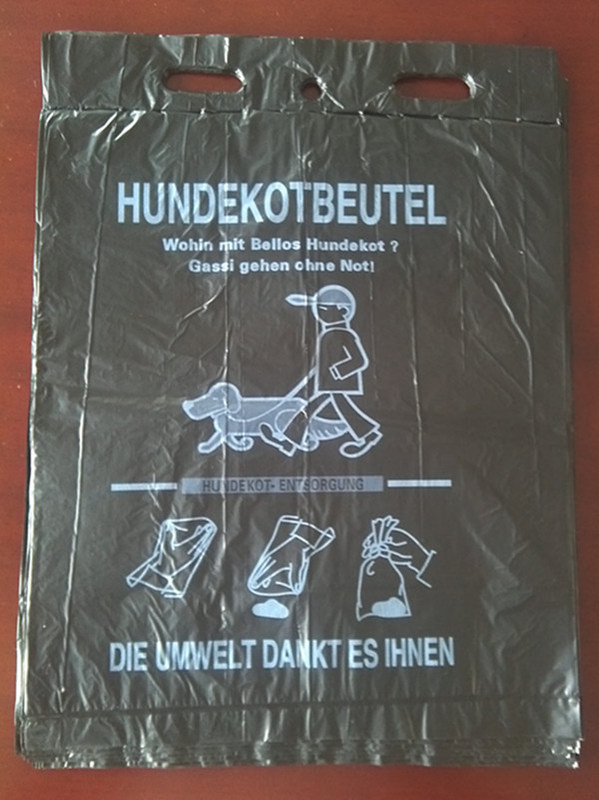 HUNDEKOTBEUTEL
Wohin mit Bellos Hundekot ?
Gassi gehen ohne Not!
HUNDEKOT- ENTSORGUNG
DIE UMWELT DANKT ES IHNEN